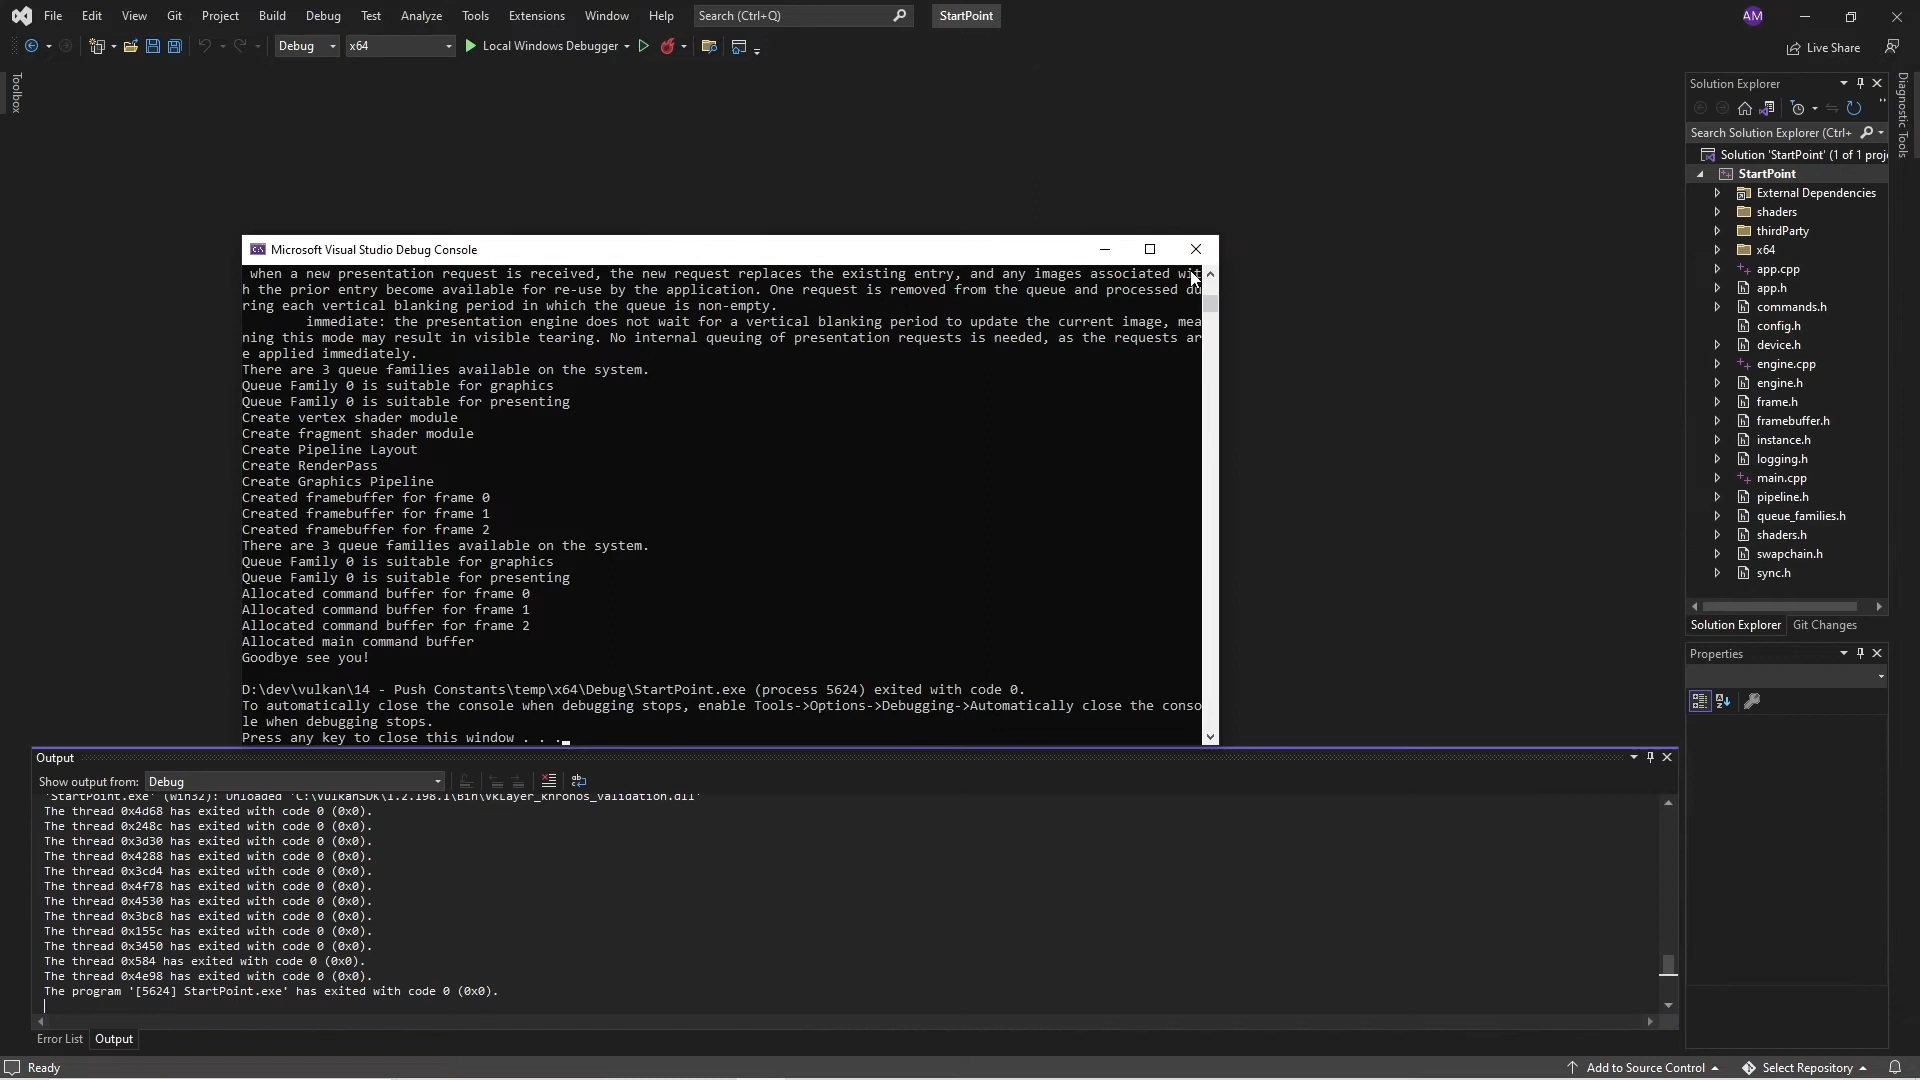 File Edit View Git Project Build Debug Test Analyze Tools Extensions Window Help Search (Ctrl+Q) StartPoint AM
Debug x64 Local Windows Debugger Live Share
Toolbox
Microsoft Visual Studio Debug Console
when a new presentation request is received, the new request replaces the existing entry, and any images associated wit
h the prior entry become available for re-use by the application. One request is removed from the queue and processed du
ring each vertical blanking period in which the queue is non-empty.
immediate: the presentation engine does not wait for a vertical blanking period to update the current image, mea
ning this mode may result in visible tearing. No internal queuing of presentation requests is needed, as the requests ar
e applied immediately.
There are 3 queue families available on the system.
Queue Family 0 is suitable for graphics
Queue Family 0 is suitable for presenting
Create vertex shader module
Create fragment shader module
Create Pipeline Layout
Create RenderPass
Create Graphics Pipeline
Created framebuffer for frame 0
Created framebuffer for frame 1
Created framebuffer for frame 2
There are 3 queue families available on the system.
Queue Family 0 is suitable for graphics
Queue Family 0 is suitable for presenting
Allocated command buffer for frame 0
Allocated command buffer for frame 1
Allocated command buffer for frame 2
Allocated main command buffer
Goodbye see you!
D:\dev\vulkan\14 - Push Constants\temp\x64\Debug\StartPoint.exe (process 5624) exited with code 0.
To automatically close the console when debugging stops, enable Tools->Options->Debugging->Automatically close the conso
le when debugging stops.
Press any key to close this window . . .
Output
Show output from: Debug
'StartPoint.exe' (Win32): Unloaded 'C:\VulkanSDK\1.2.198.1\Bin\VkLayer_khronos_validation.dll'
The thread 0x4d68 has exited with code 0 (0x0).
The thread 0x248c has exited with code 0 (0x0).
The thread 0x3d30 has exited with code 0 (0x0).
The thread 0x4288 has exited with code 0 (0x0).
The thread 0x3cd4 has exited with code 0 (0x0).
The thread 0x4f78 has exited with code 0 (0x0).
The thread 0x4530 has exited with code 0 (0x0).
The thread 0x3bc8 has exited with code 0 (0x0).
The thread 0x155c has exited with code 0 (0x0).
The thread 0x3450 has exited with code 0 (0x0).
The thread 0x584 has exited with code 0 (0x0).
The thread 0x4e98 has exited with code 0 (0x0).
The program '[5624] StartPoint.exe' has exited with code 0 (0x0).
Error List Output
Solution Explorer
Search Solution Explorer (Ctrl+
Solution 'StartPoint' (1 of 1 proje
StartPoint
External Dependencies
shaders
thirdParty
x64
app.cpp
app.h
commands.h
config.h
device.h
engine.cpp
engine.h
frame.h
framebuffer.h
instance.h
logging.h
main.cpp
pipeline.h
queue_families.h
shaders.h
swapchain.h
sync.h
Solution Explorer Git Changes
Properties
Diagnostic Tools
Ready Add to Source Control Select Repository